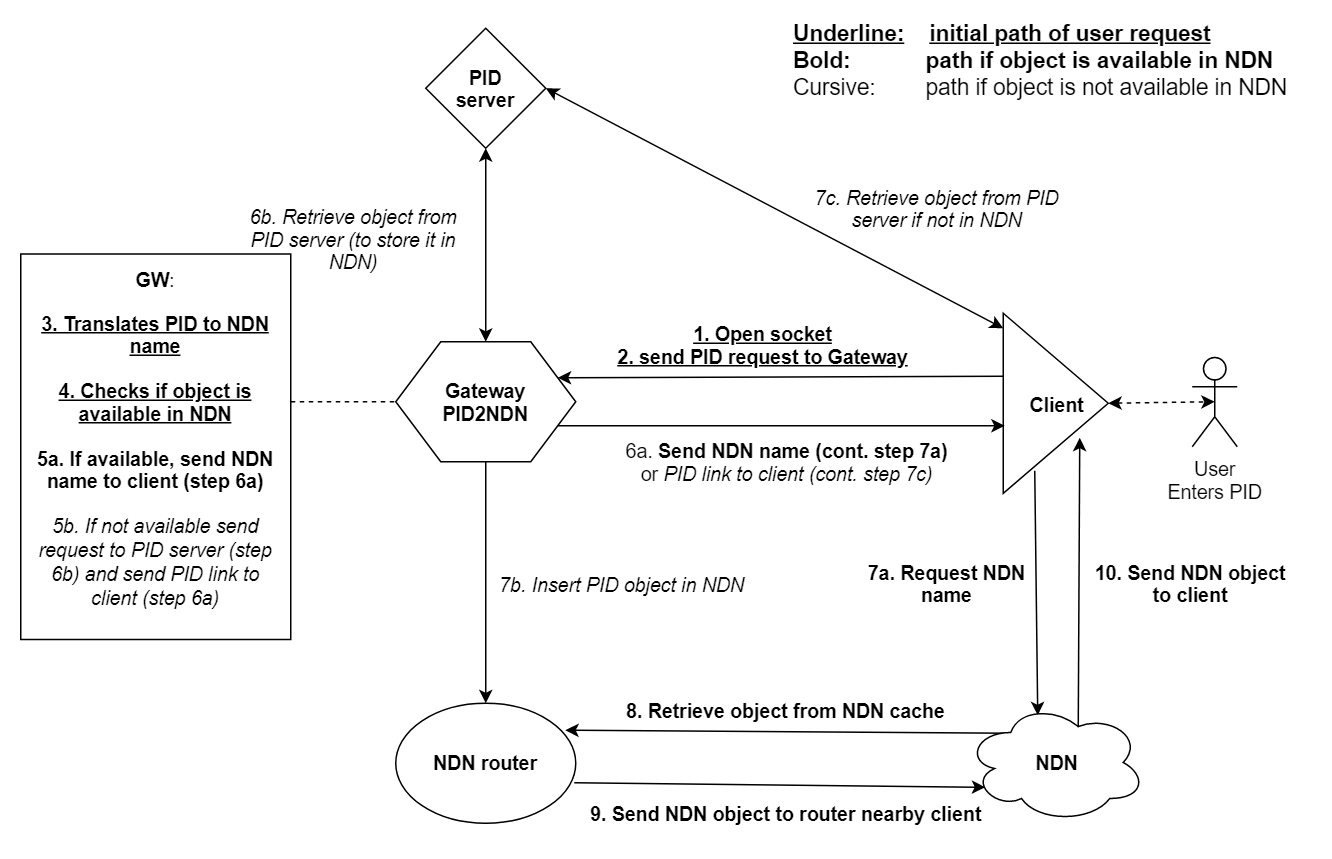 Underline: initial path of user request
Bold: path if object is available in NDN
Cursive: path if object is not available in NDN
PID
server
7c. Retrieve object from PID
server if not in NDN
6b. Retrieve object from
PID server (to store it in
NDN)
GW:
3. Translates PID to NDN
name
4. Checks if object is
available in NDN
5a. If available, send NDN
name to client (step 6a)
5b. If not available send
request to PID server (step
6b) and send PID link to
client (step 6a)
1. Open socket
2. send PID request to Gateway
Gateway
PID2NDN
Client
6a. Send NDN name (cont. step 7a)
or PID link to client (cont. step 7c)
User
Enters PID
7b. Insert PID object in NDN
7a. Request NDN
name
10. Send NDN object
to client
8. Retrieve object from NDN cache
NDN router
NDN
9. Send NDN object to router nearby client